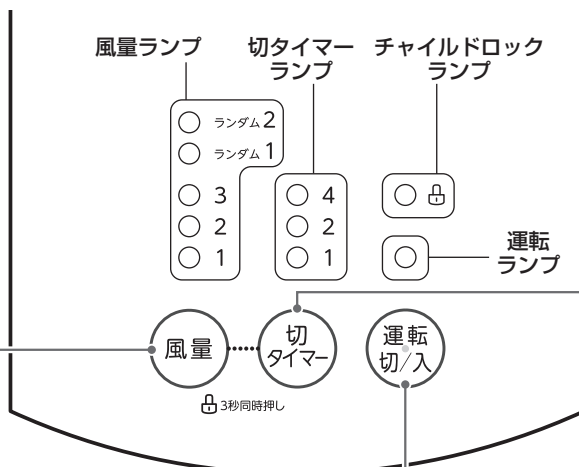 風量ランプ
切タイマー
ランプ
チャイルドロック
ランプ
ランダム2
ランダム1
3
2
1
4
2
1
運転
ランプ
風量
切
タイマー
運転
切/入
3秒同時押し